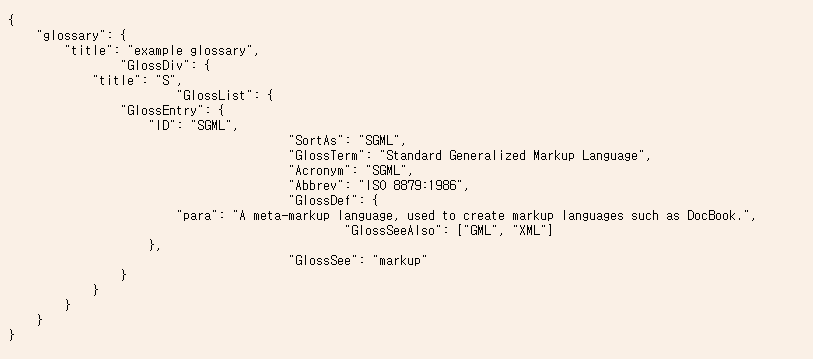 {
    "glossary": {
        "title": "example glossary",
                "GlossDiv": {
            "title": "S",
                        "GlossList": {
                "GlossEntry": {
                    "ID": "SGML",
                                        "SortAs": "SGML",
                                        "GlossTerm": "Standard Generalized Markup Language",
                                        "Acronym": "SGML",
                                        "Abbrev": "ISO 8879:1986",
                                        "GlossDef": {
                        "para": "A meta-markup language, used to create markup languages such as DocBook.",
                                                "GlossSeeAlso": ["GML", "XML"]
                    },
                                        "GlossSee": "markup"
                }
            }
        }
    }
}